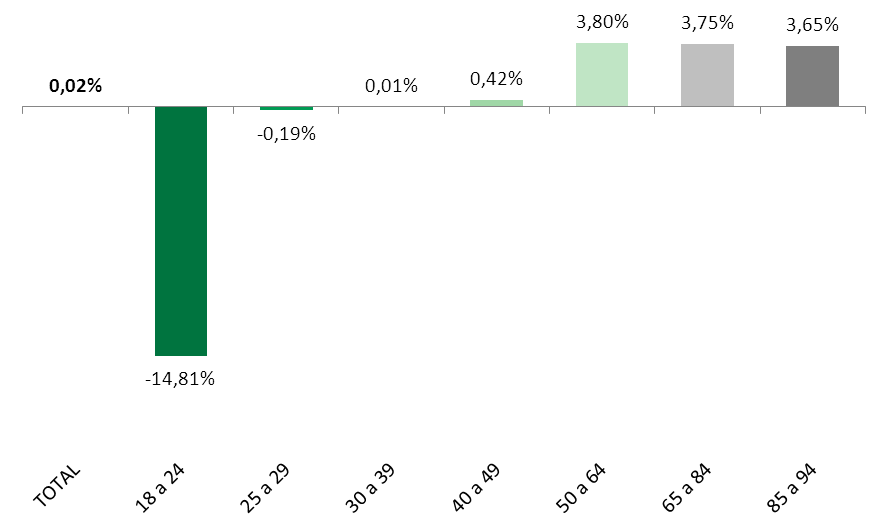 3,80%
3,75%
3,65%
0,02%
0,01%
0,42%
-0,19%
-14,81%
TOTAL
18 a 24
25 a 29
30 a 39
40 a 49
50 a 64
65 a 84
85 a 94